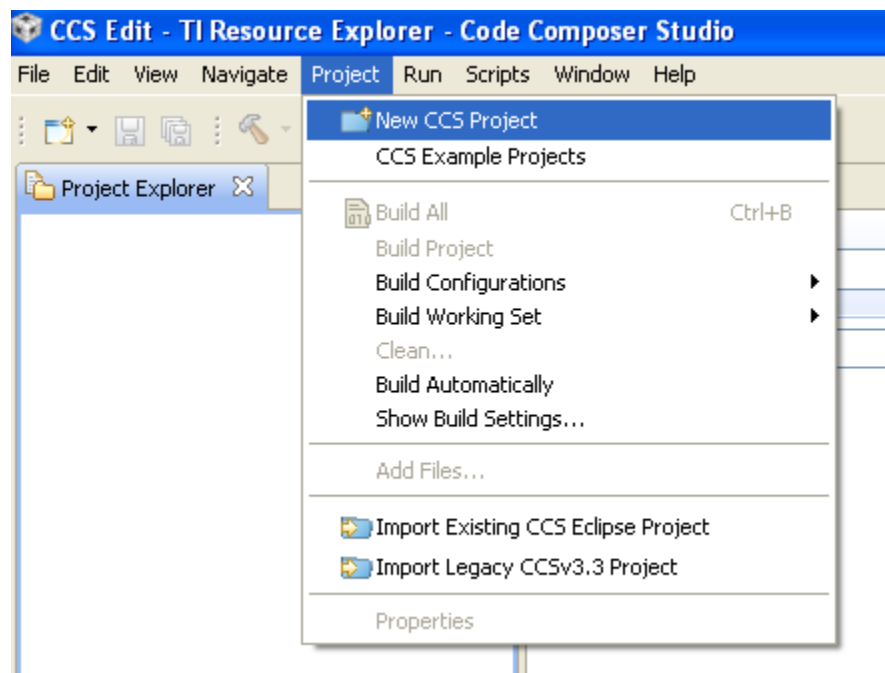 CCS Edit - TI Resource Explorer - Code Composer Studio
File Edit View Navigate Project Run Scripts Window Help
New CCS Project
CCS Example Projects
Project Explorer
010
Build All Ctrl+B
Build Project
Build Configurations
Build Working Set
Clean...
Build Automatically
Show Build Settings...
Add Files...
Import Existing CCS Eclipse Project
Import Legacy CCSv3.3 Project
Properties